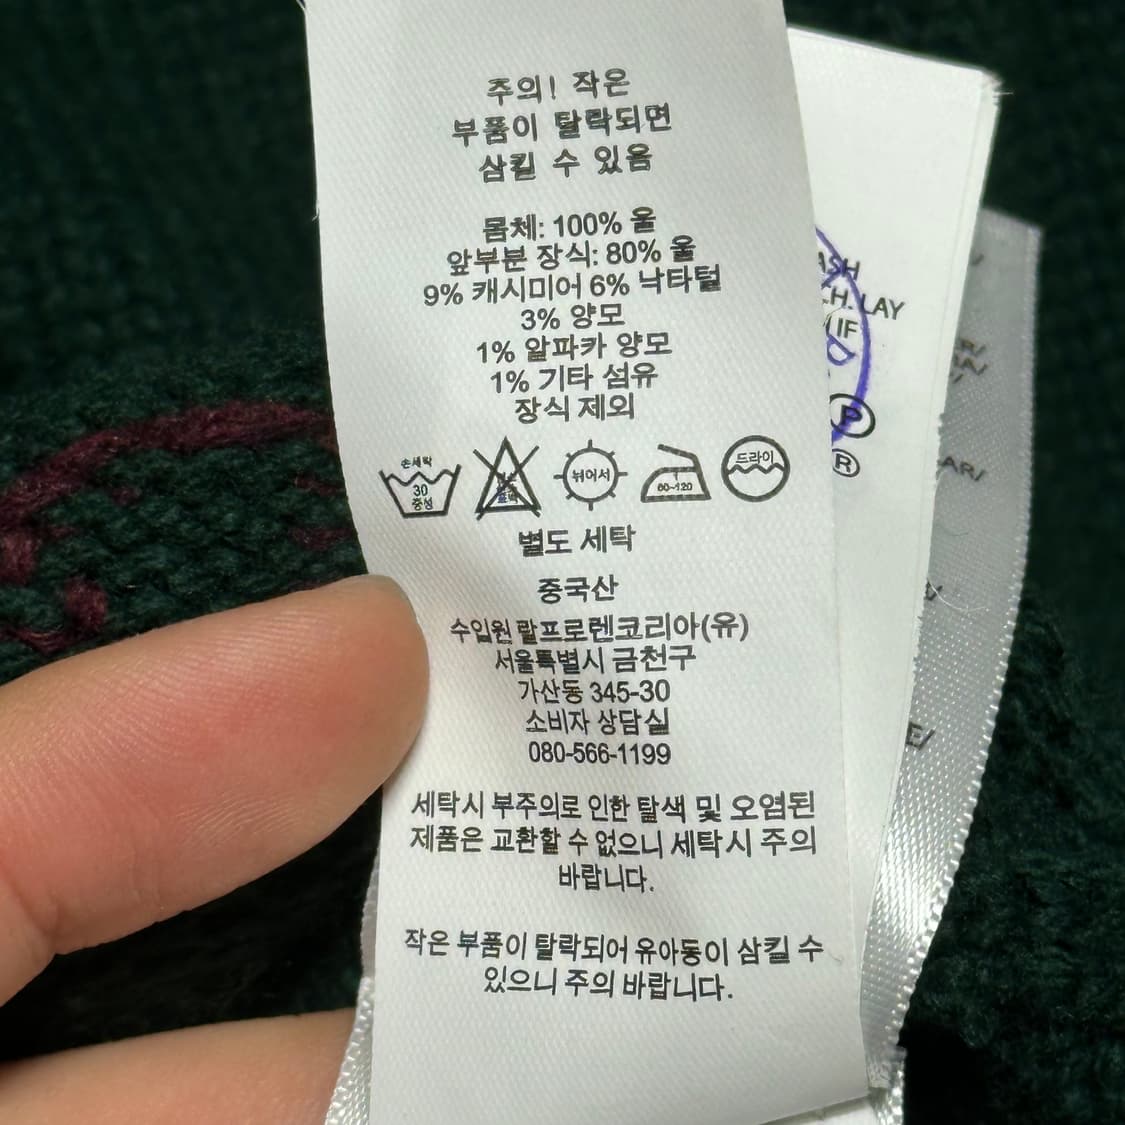 주의! 작은
부품이 탈락되면
삼킬 수 있음
몸체: 100% 울
앞부분 장식: 80% 울
9% 캐시미어 6% 낙타털
3% 양모
1% 알파카 양모
1% 기타 섬유
장식 제외
손세탁
30
중성
뉘어서
80~120
드라이
별도 세탁
중국산
수입원 랄프로렌코리아(유)
서울특별시 금천구
가산동 345-30
소비자 상담실
080-566-1199
세탁시 부주의로 인한 탈색 및 오염된
제품은 교환할 수 없으니 세탁시 주의
바랍니다.
작은 부품이 탈락되어 유아동이 삼킬 수
있으니 주의 바랍니다.
LAY
IF
P
R